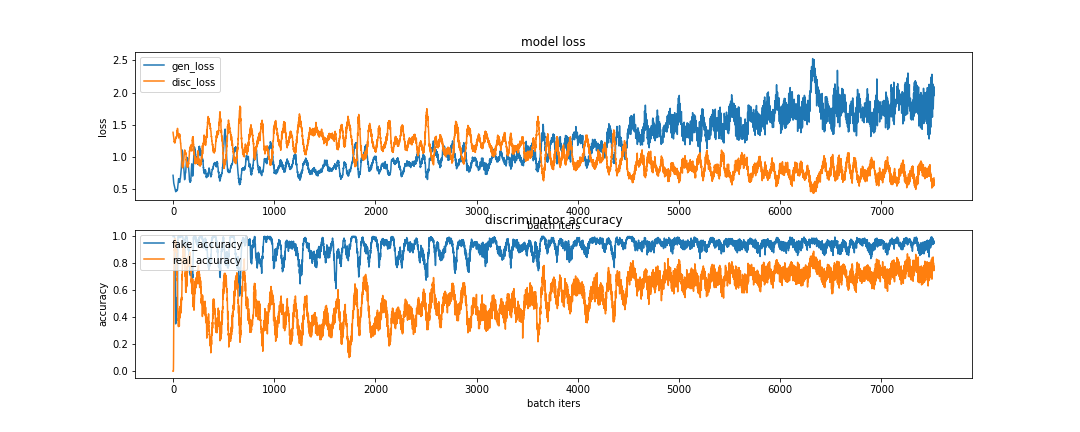 model loss
2.5
2.0
1.5
1.0
0.5
loss
gen_loss
disc_loss
0 1000 2000 3000 4000 5000 6000 7000
batch iters
discriminator accuracy
1.0
0.8
0.6
0.4
0.2
0.0
accuracy
fake_accuracy
real_accuracy
0 1000 2000 3000 4000 5000 6000 7000
batch iters